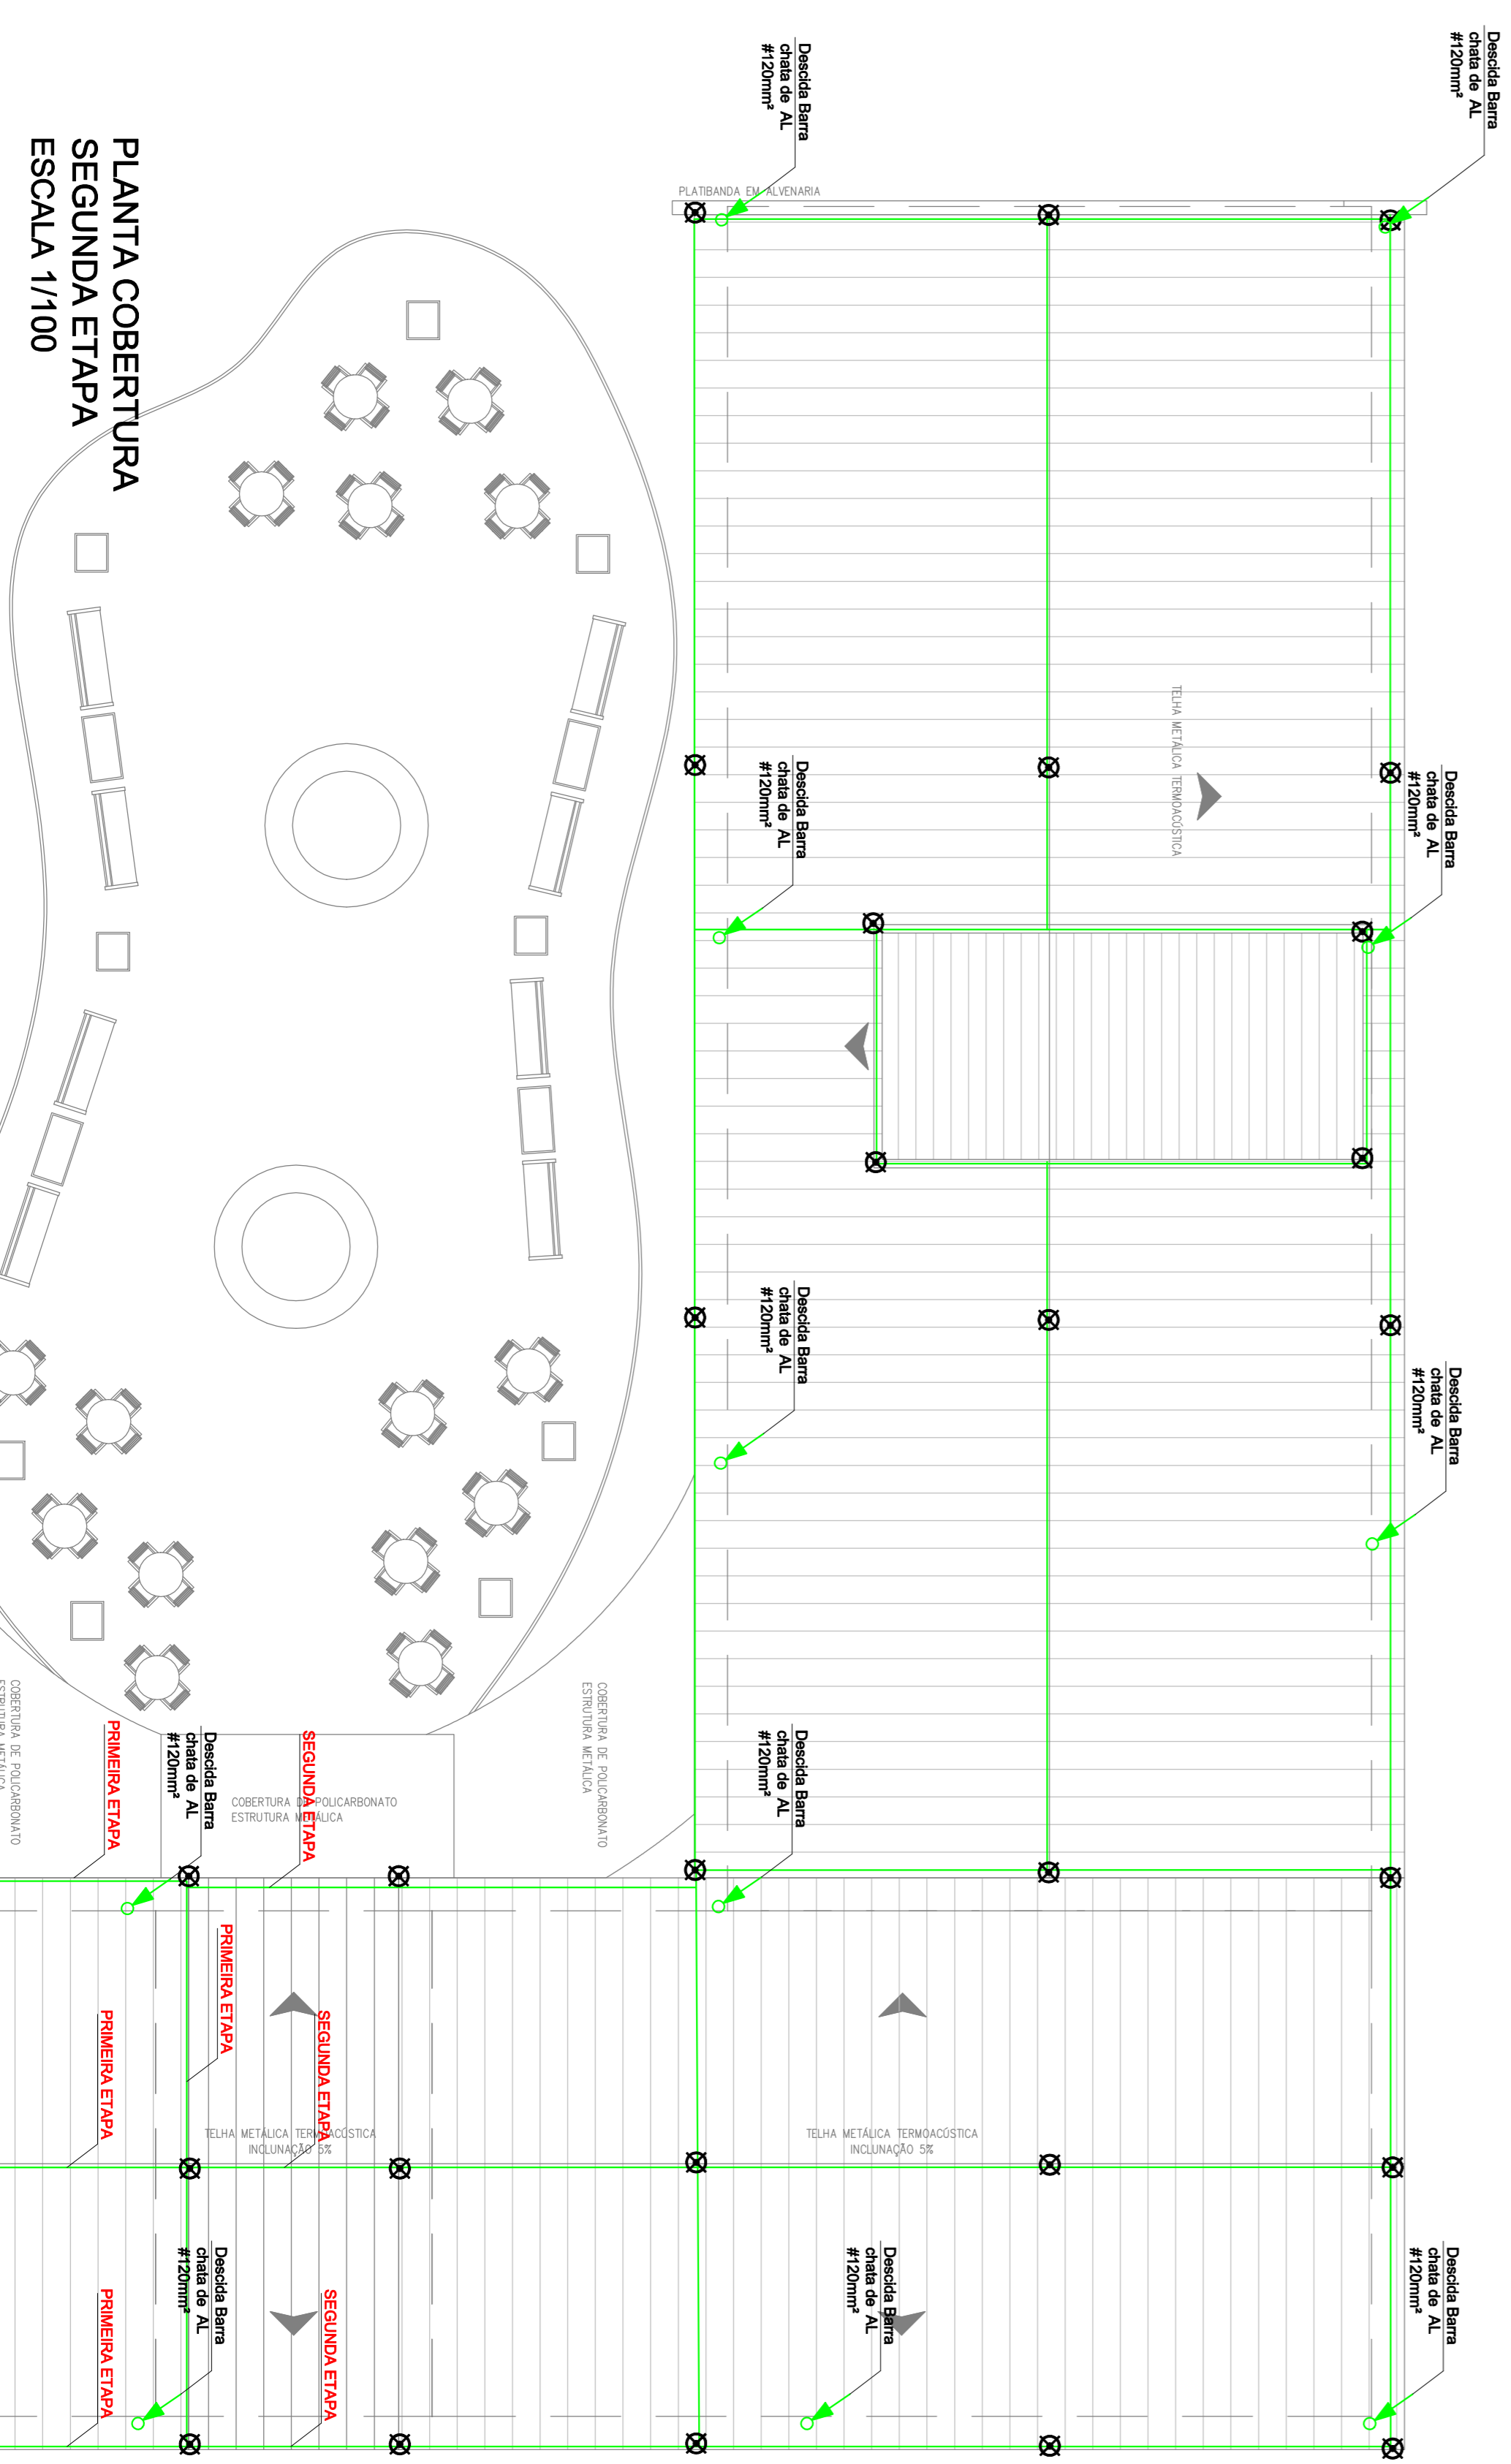 Descida Barra
chata de AL
#120mm²
Descida Barra
chata de AL
#120mm²
PLATIBANDA EM ALVENARIA
PLANTA COBERTURA
SEGUNDA ETAPA
ESCALA 1/100
TELHA METÁLICA TERMOACÚSTICA
Descida Barra
chata de AL
#120mm²
Descida Barra
chata de AL
#120mm²
Descida Barra
chata de AL
#120mm²
Descida Barra
chata de AL
#120mm²
COBERTURA DE POLICARBONATO
ESTRUTURA METÁLICA
COBERTURA DE POLICARBONATO
ESTRUTURA METÁLICA
COBERTURA DE POLICARBONATO
ESTRUTURA METÁLICA
PRIMEIRA ETAPA
Descida Barra
chata de AL
#120mm²
SEGUNDA ETAPA
Descida Barra
chata de AL
#120mm²
PRIMEIRA ETAPA
PRIMEIRA ETAPA
SEGUNDA ETAPA
TELHA METÁLICA TERMOACÚSTICA
INCLUNAÇÃO 5%
TELHA METÁLICA TERMOACÚSTICA
INCLUNAÇÃO 5%
Descida Barra
chata de AL
#120mm²
Descida Barra
chata de AL
#120mm²
Descida Barra
chata de AL
#120mm²
PRIMEIRA ETAPA
SEGUNDA ETAPA